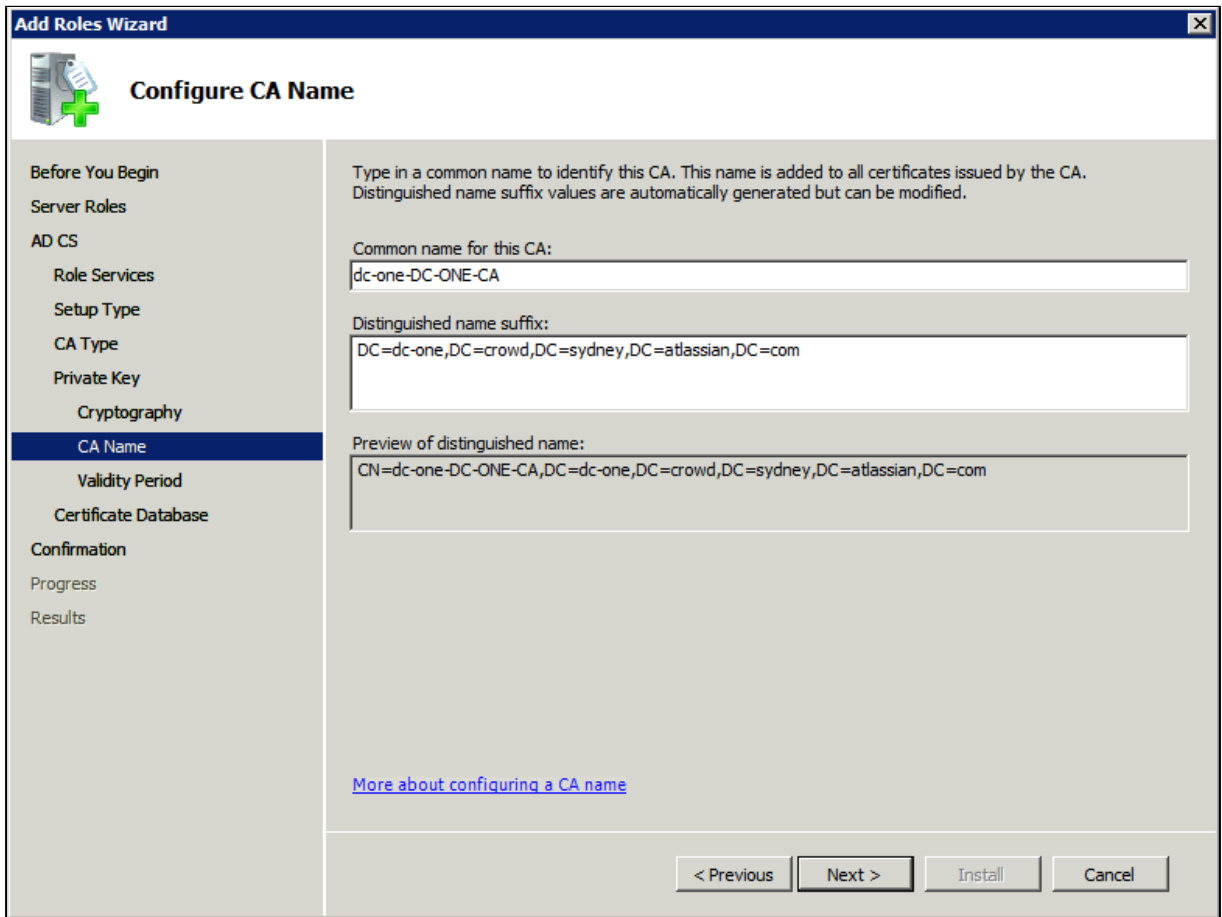 Add Roles Wizard
Configure CA Name
Before You Begin
Server Roles
AD CS
Role Services
Setup Type
CA Type
Private Key
Cryptography
CA Name
Validity Period
Certificate Database
Confirmation
Progress
Results
Type in a common name to identify this CA. This name is added to all certificates issued by the CA.
Distinguished name suffix values are automatically generated but can be modified.
Common name for this CA:
dc-one-DC-ONE-CA
Distinguished name suffix:
DC=dc-one,DC=crowd,DC=sydney,DC=atlassian,DC=com
Preview of distinguished name:
CN=dc-one-DC-ONE-CA,DC=dc-one,DC=crowd,DC=sydney,DC=atlassian,DC=com
More about configuring a CA name
< Previous
Next >
Install
Cancel